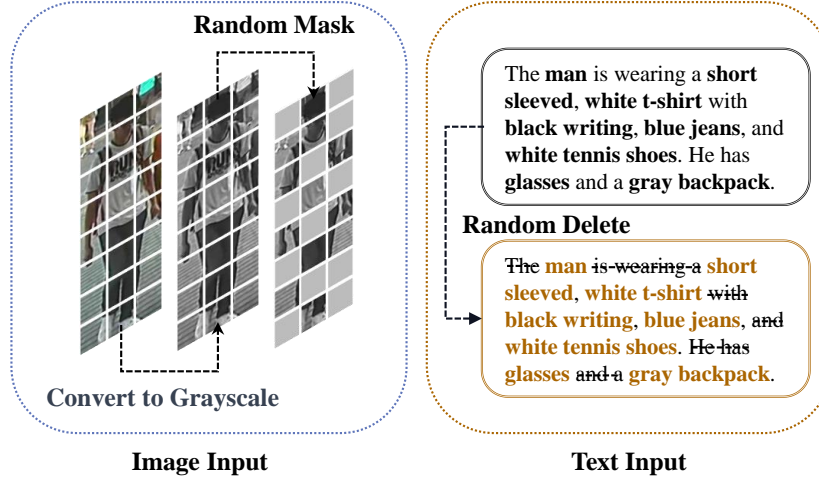 Random Mask
RUN
Convert to Grayscale
Image Input
The man is wearing a short
sleeved, white t-shirt with
black writing, blue jeans, and
white tennis shoes. He has
glasses and a gray backpack.
Random Delete
The man is wearing a short
sleeved, white t-shirt with
black writing, blue jeans, and
white tennis shoes. He has
glasses and a gray backpack.
Text Input